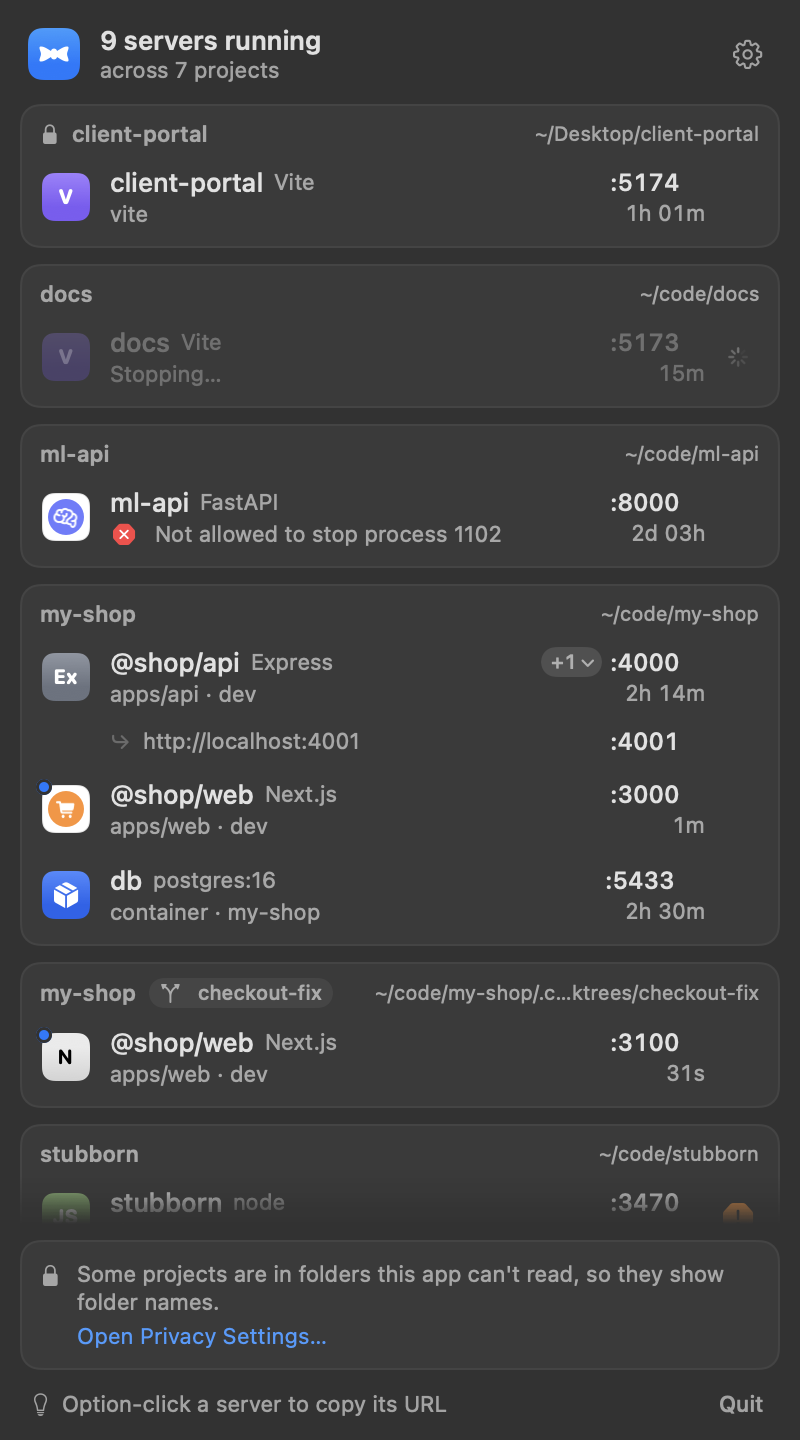 9 servers running
across 7 projects
client-portal ~/Desktop/client-portal
V client-portal Vite :5174
vite 1h 01m
docs ~/code/docs
V docs Vite :5173
Stopping... 15m
ml-api ~/code/ml-api
ml-api FastAPI :8000
Not allowed to stop process 1102 2d 03h
my-shop ~/code/my-shop
Ex @shop/api Express +1 :4000
apps/api · dev 2h 14m
http://localhost:4001 :4001
@shop/web Next.js :3000
apps/web · dev 1m
db postgres:16 :5433
container · my-shop 2h 30m
my-shop checkout-fix ~/code/my-shop/.c...ktrees/checkout-fix
N @shop/web Next.js :3100
apps/web · dev 31s
stubborn ~/code/stubborn
JS stubborn node :3470
Some projects are in folders this app can't read, so they show
folder names.
Open Privacy Settings...
Option-click a server to copy its URL Quit